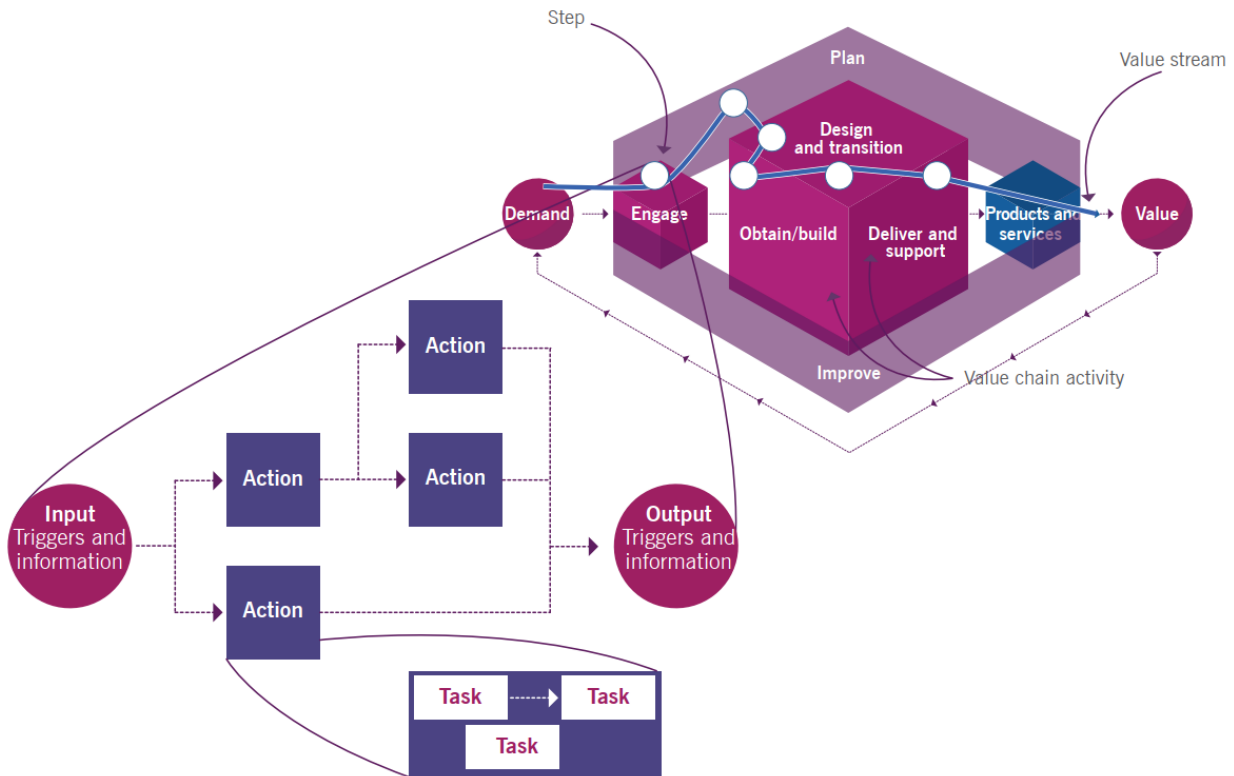 Step
Plan
Value stream
Design
and transition
Demand
Engage
Products and
services
Value
Obtain/build
Deliver and
support
Improve
Value chain activity
Action
Action
Action
Input
Triggers and
information
Output
Triggers and
information
Action
Task
Task
Task